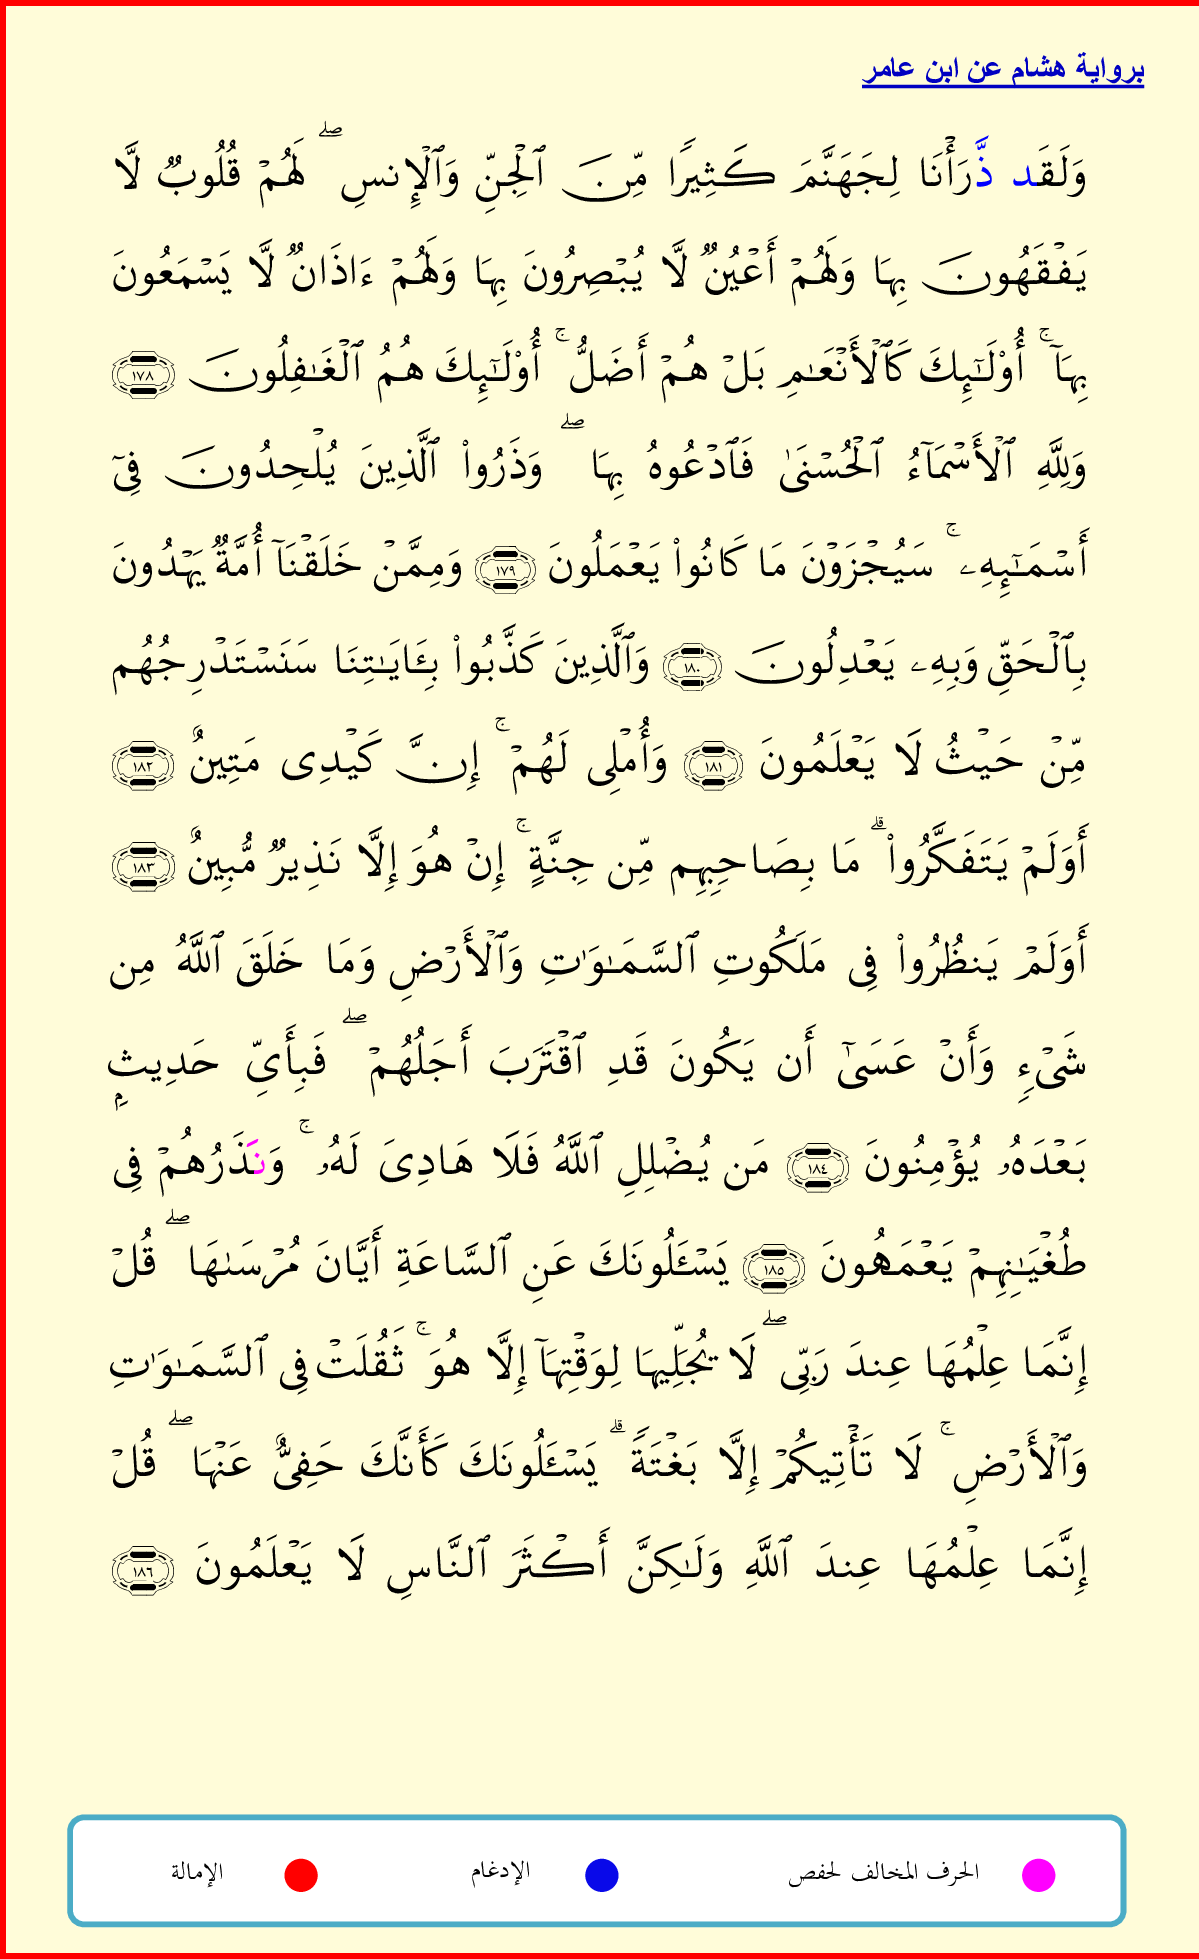 برواية هشام عن ابن عامر
وَلَقَد ذَّرَأۡنَا لِجَهَنَّمَ كَثِيرٗا مِّنَ ٱلۡجِنِّ وَٱلۡإِنسِۖ لَهُمۡ قُلُوبٞ لَّا
يَفۡقَهُونَ بِهَا وَلَهُمۡ أَعۡيُنٞ لَّا يُبۡصِرُونَ بِهَا وَلَهُمۡ ءَاذَانٞ لَّا يَسۡمَعُونَ
بِهَآۚ أُوْلَٰٓئِكَ كَٱلۡأَنۡعَٰمِ بَلۡ هُمۡ أَضَلُّۚ أُوْلَٰٓئِكَ هُمُ ٱلۡغَٰفِلُونَ ١٧٨
وَلِلَّهِ ٱلۡأَسۡمَآءُ ٱلۡحُسۡنَىٰ فَٱدۡعُوهُ بِهَاۖ وَذَرُواْ ٱلَّذِينَ يُلۡحِدُونَ فِيٓ
أَسۡمَٰٓئِهِۦۚ سَيُجۡزَوۡنَ مَا كَانُواْ يَعۡمَلُونَ ١٧٩ وَمِمَّنۡ خَلَقۡنَآ أُمَّةٞ يَهۡدُونَ
بِٱلۡحَقِّ وَبِهِۦ يَعۡدِلُونَ ١٨٠ وَٱلَّذِينَ كَذَّبُواْ بِـَٔايَٰتِنَا سَنَسۡتَدۡرِجُهُم
مِّنۡ حَيۡثُ لَا يَعۡلَمُونَ ١٨١ وَأُمۡلِي لَهُمۡۚ إِنَّ كَيۡدِي مَتِينٌ ١٨٢
أَوَلَمۡ يَتَفَكَّرُواْۗ مَا بِصَاحِبِهِم مِّن جِنَّةٍۚ إِنۡ هُوَ إِلَّا نَذِيرٞ مُّبِينٌ ١٨٣
أَوَلَمۡ يَنظُرُواْ فِي مَلَكُوتِ ٱلسَّمَٰوَٰتِ وَٱلۡأَرۡضِ وَمَا خَلَقَ ٱللَّهُ مِن
شَيۡءٖ وَأَنۡ عَسَىٰٓ أَن يَكُونَ قَدِ ٱقۡتَرَبَ أَجَلُهُمۡۖ فَبِأَيِّ حَدِيثِۭ
بَعۡدَهُۥ يُؤۡمِنُونَ ١٨٤ مَن يُضۡلِلِ ٱللَّهُ فَلَا هَادِيَ لَهُۥۚ وَنَذَرُهُمۡ فِي
طُغۡيَٰنِهِمۡ يَعۡمَهُونَ ١٨٥ يَسۡـَٔلُونَكَ عَنِ ٱلسَّاعَةِ أَيَّانَ مُرۡسَىٰهَاۖ قُلۡ
إِنَّمَا عِلۡمُهَا عِندَ رَبِّيۖ لَا يُجَلِّيهَا لِوَقۡتِهَآ إِلَّا هُوَۚ ثَقُلَتۡ فِي ٱلسَّمَٰوَٰتِ
وَٱلۡأَرۡضِۚ لَا تَأۡتِيكُمۡ إِلَّا بَغۡتَةٗۗ يَسۡـَٔلُونَكَ كَأَنَّكَ حَفِيٌّ عَنۡهَاۖ قُلۡ
إِنَّمَا عِلۡمُهَا عِندَ ٱللَّهِ وَلَٰكِنَّ أَكۡثَرَ ٱلنَّاسِ لَا يَعۡلَمُونَ ١٨٦
الحرف المخالف لحفص الإدغام الإمالة